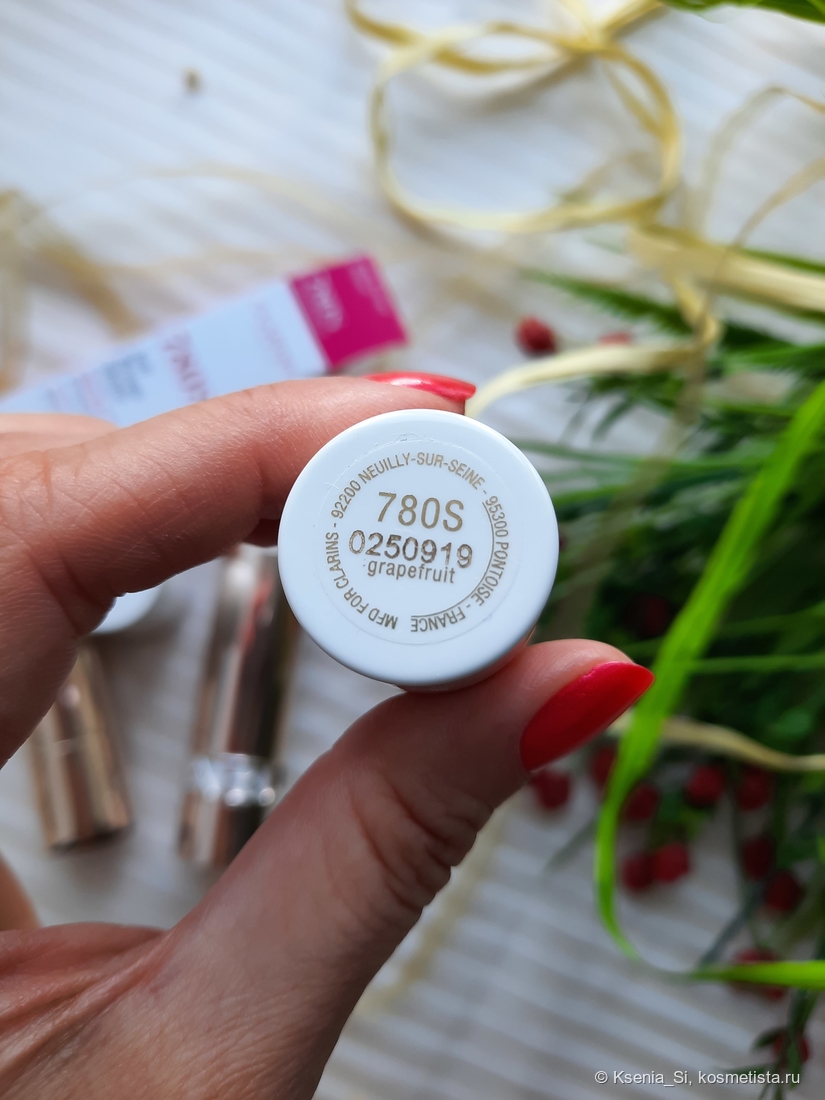 MFD FOR CLARINS - 92200 NEUILLY-SUR-SEINE - 95300 PONTOISE - FRANCE
780S
0250919
grapefruit
© Ksenia_Si, kosmetista.ru